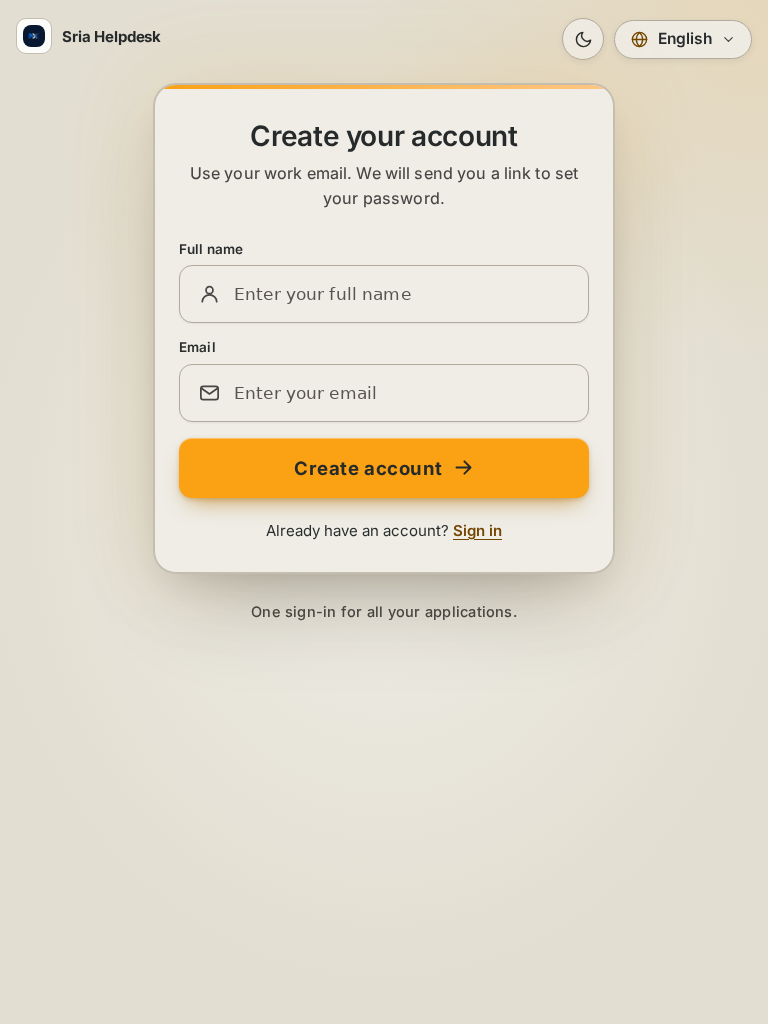 Sria Helpdesk
English
Create your account
Use your work email. We will send you a link to set
your password.
Full name
Enter your full name
Email
Enter your email
Create account
Already have an account? Sign in
One sign-in for all your applications.